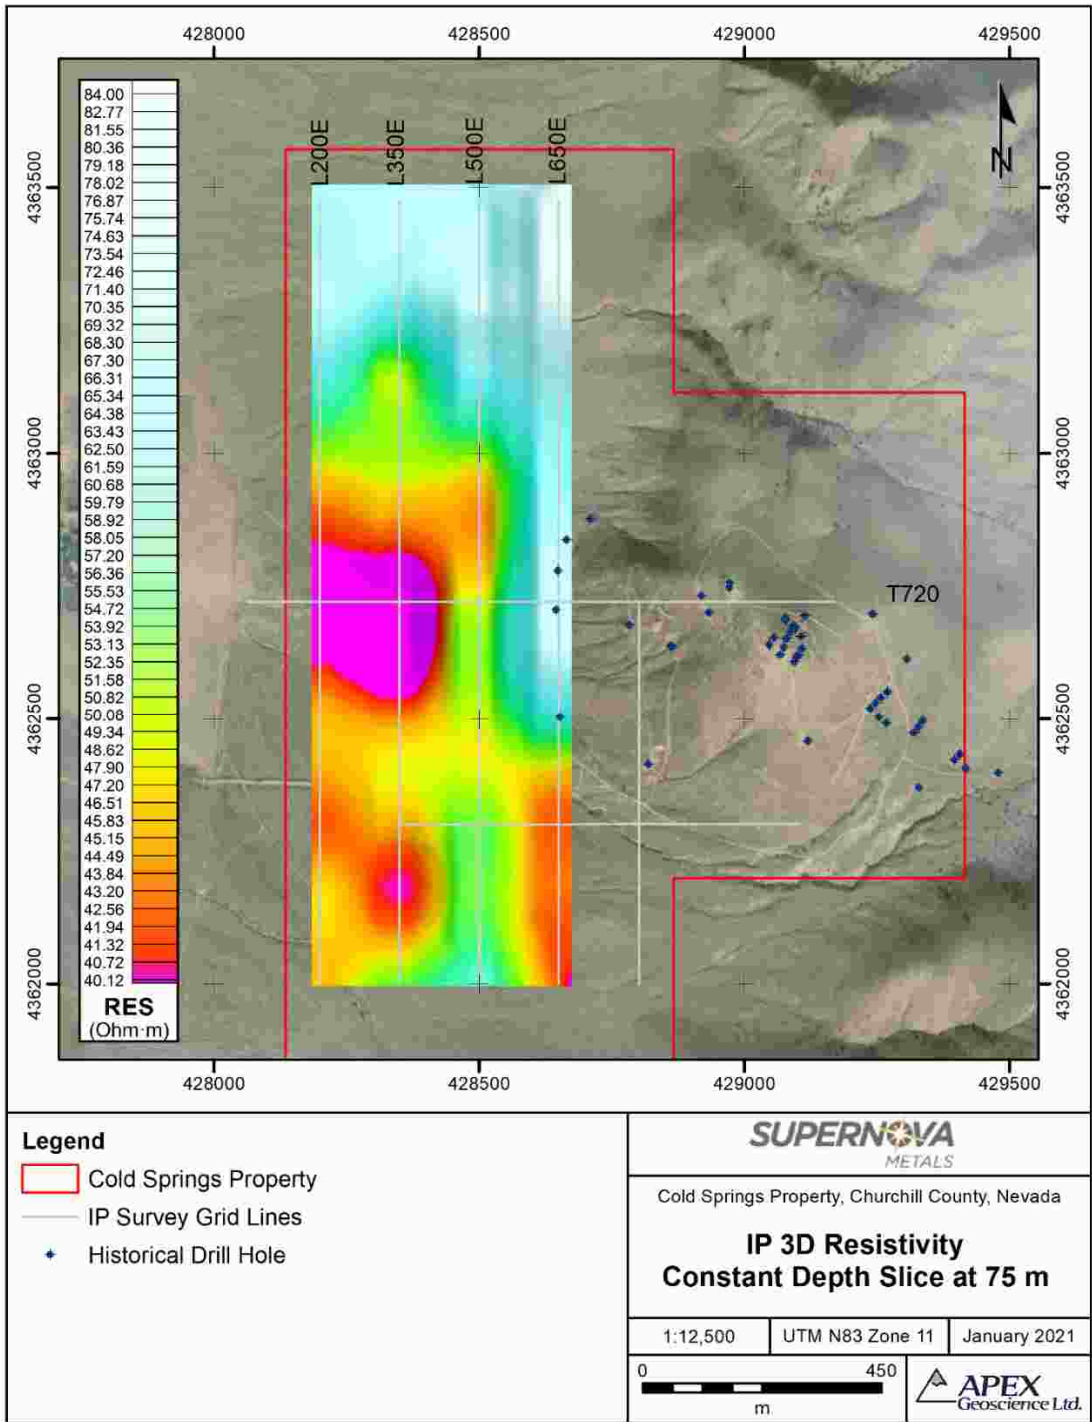 428000 428500 429000 429500
84.00
82.77
81.55
80.36
79.18
78.02
76.87
75.74
74.63
73.54
72.46
71.40
70.35
69.32
68.30
67.30
66.31
65.34
64.38
63.43
62.50
61.59
60.68
59.79
58.92
58.05
57.20
56.36
55.53
54.72
53.92
53.13
52.35
51.58
50.82
50.08
49.34
48.62
47.90
47.20
46.51
45.83
45.15
44.49
43.84
43.20
42.56
41.94
41.32
40.72
40.12
RES
(Ohm·m)
L200E
L350E
L500E
L650E
N
T720
4363500
4363000
4362500
4362000
4363500
4363000
4362500
4362000
428000 428500 429000 429500
Legend
Cold Springs Property
IP Survey Grid Lines
Historical Drill Hole
SUPERNOVA
METALS
Cold Springs Property, Churchill County, Nevada
IP 3D Resistivity
Constant Depth Slice at 75 m
1:12,500 UTM N83 Zone 11 January 2021
0 450
m
APEX
Geoscience Ltd.